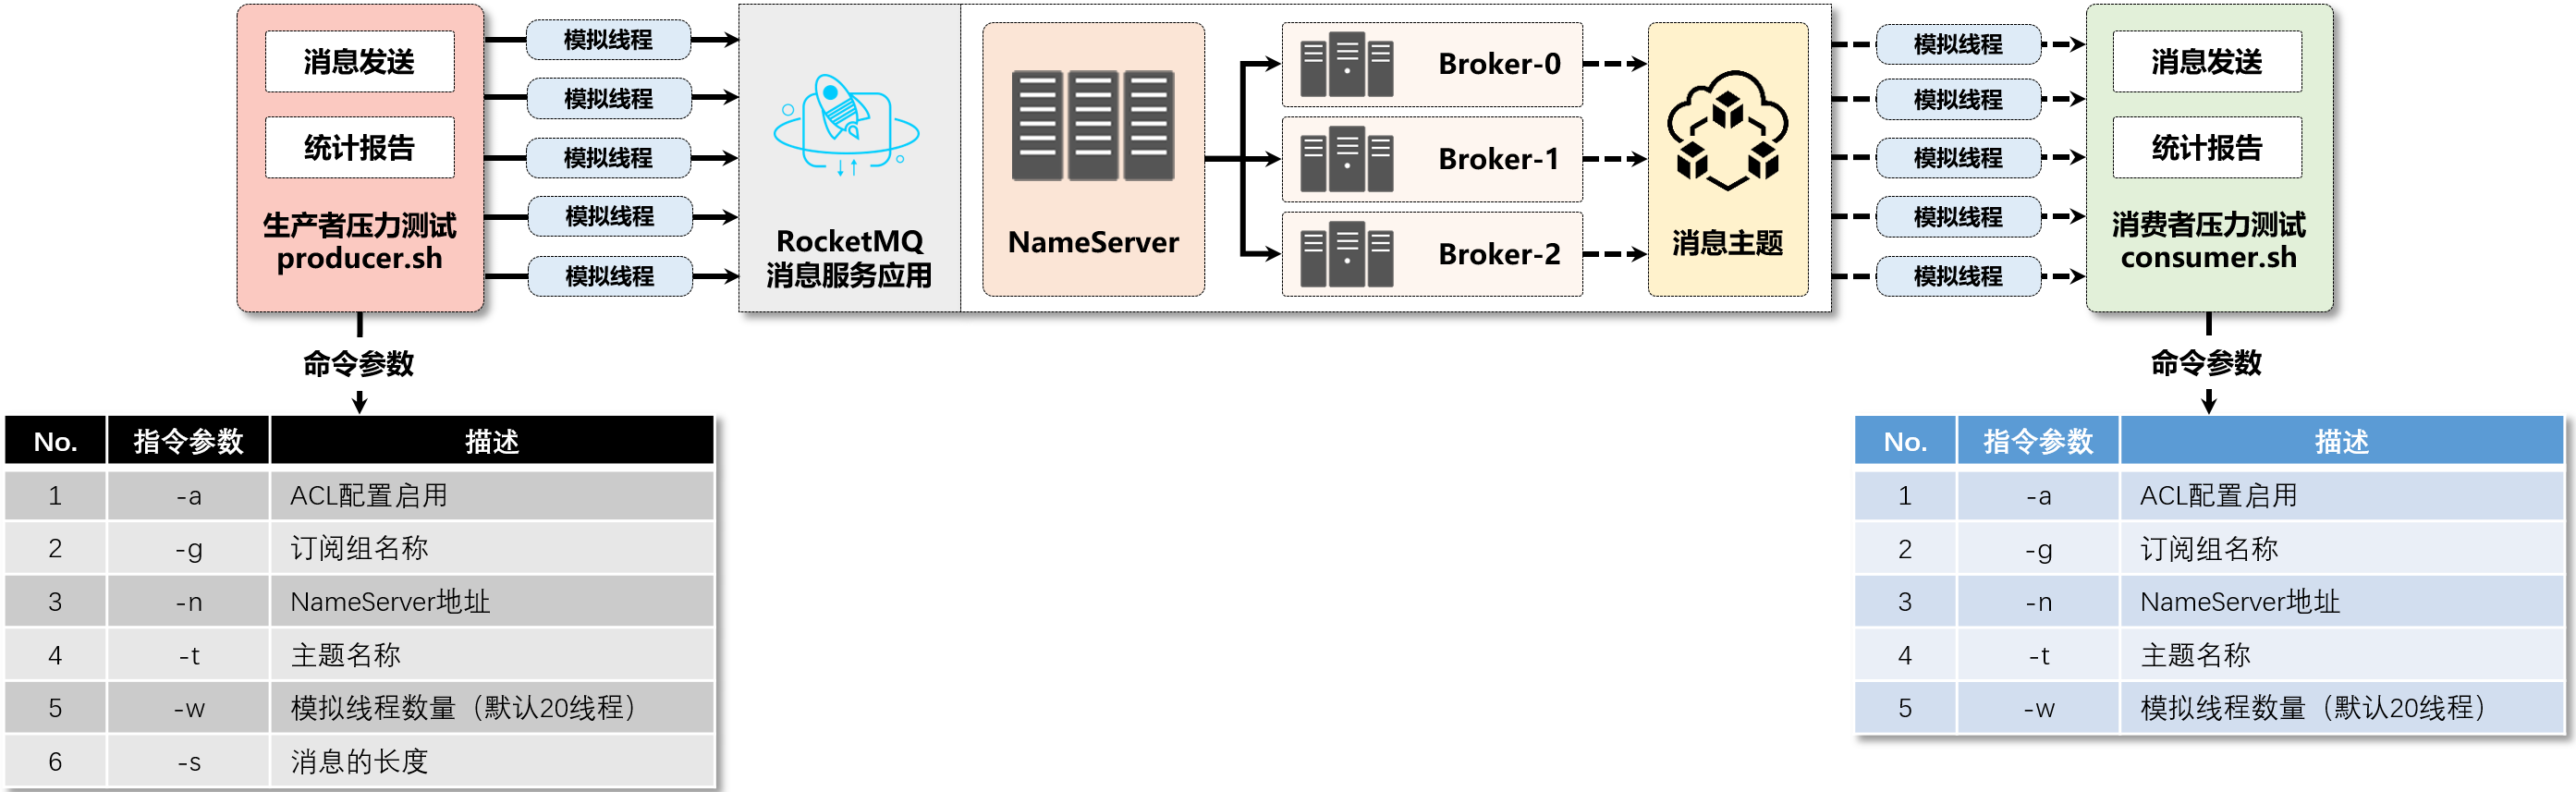 消息发送
统计报告
生产者压力测试
producer.sh
模拟线程
模拟线程
模拟线程
模拟线程
模拟线程
RocketMQ
消息服务应用
NameServer
Broker-0
Broker-1
Broker-2
消息主题
模拟线程
模拟线程
模拟线程
模拟线程
模拟线程
消息发送
统计报告
消费者压力测试
consumer.sh
命令参数
No. 指令参数 描述
1 -a ACL配置启用
2 -g 订阅组名称
3 -n NameServer地址
4 -t 主题名称
5 -w 模拟线程数量（默认20线程）
6 -s 消息的长度
命令参数
No. 指令参数 描述
1 -a ACL配置启用
2 -g 订阅组名称
3 -n NameServer地址
4 -t 主题名称
5 -w 模拟线程数量（默认20线程）